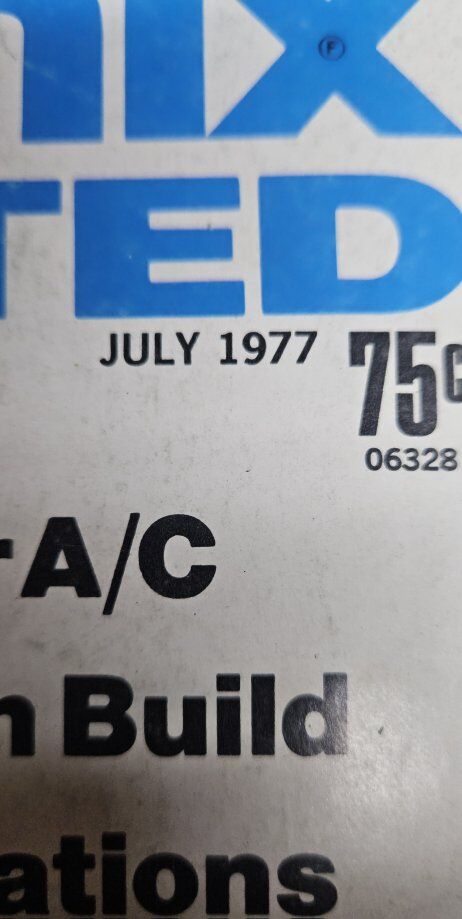 nIX
F
TED
JULY 1977 75¢
06328
A/C
n Build
ations